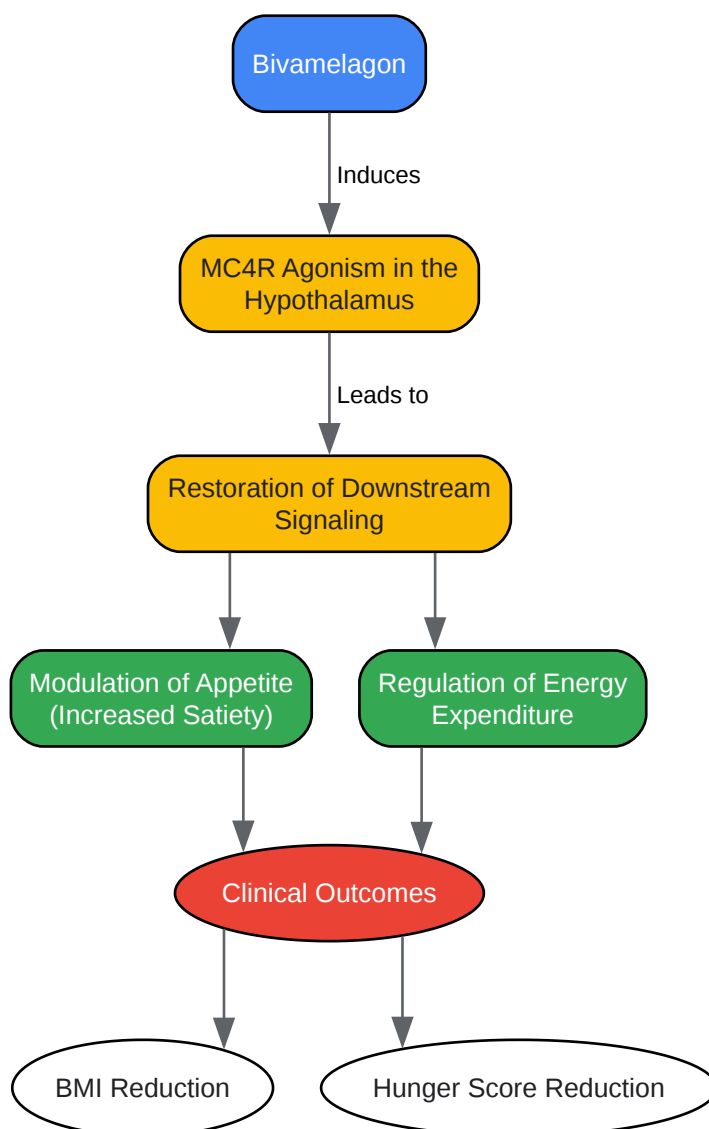 Bivamelagon
Induces
MC4R Agonism in the
Hypothalamus
Leads to
Restoration of Downstream
Signaling
Modulation of Appetite
(Increased Satiety)
Regulation of Energy
Expenditure
Clinical Outcomes
BMI Reduction
Hunger Score Reduction